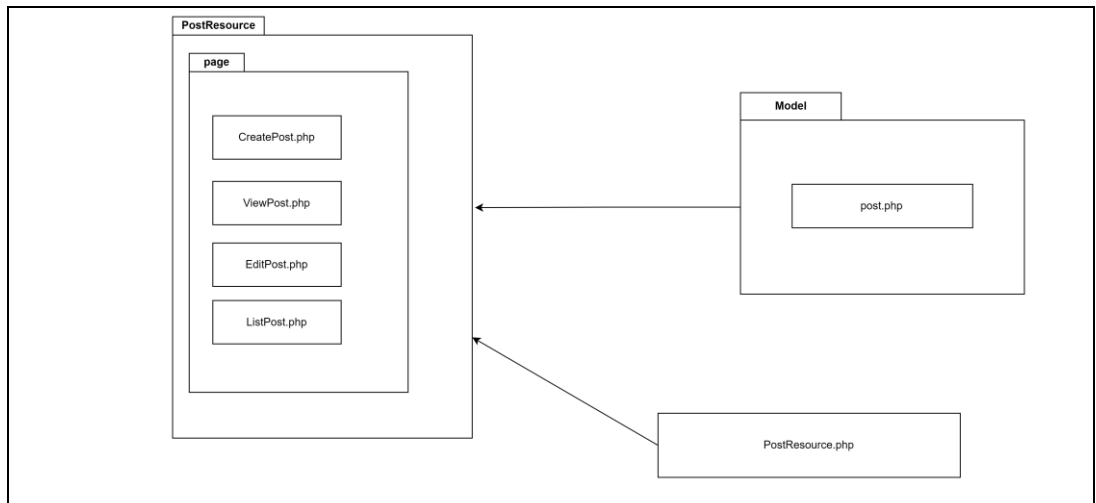 PostResource
page
CreatePost.php
ViewPost.php
EditPost.php
ListPost.php
Model
post.php
PostResource.php